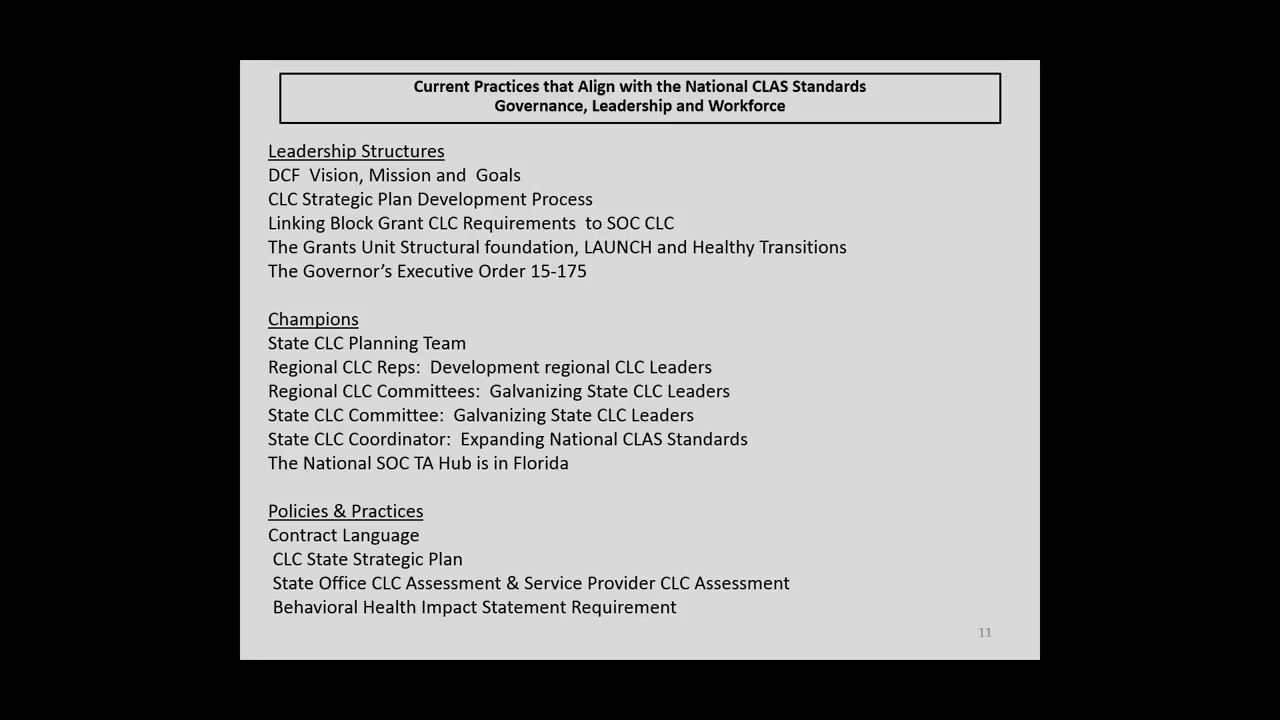 Current Practices that Align with the National CLAS Standards
Governance, Leadership and Workforce
Leadership Structures
DCF  Vision, Mission and  Goals
CLC Strategic Plan Development Process
Linking Block Grant CLC Requirements  to SOC CLC
The Grants Unit Structural foundation, LAUNCH and Healthy Transitions
The Governor’s Executive Order 15-175
Champions
State CLC Planning Team
Regional CLC Reps:  Development regional CLC Leaders
Regional CLC Committees:  Galvanizing State CLC Leaders
State CLC Committee:  Galvanizing State CLC Leaders
State CLC Coordinator:  Expanding National CLAS Standards
The National SOC TA Hub is in Florida
Policies & Practices
Contract Language
CLC State Strategic Plan
State Office CLC Assessment & Service Provider CLC Assessment
Behavioral Health Impact Statement Requirement
11